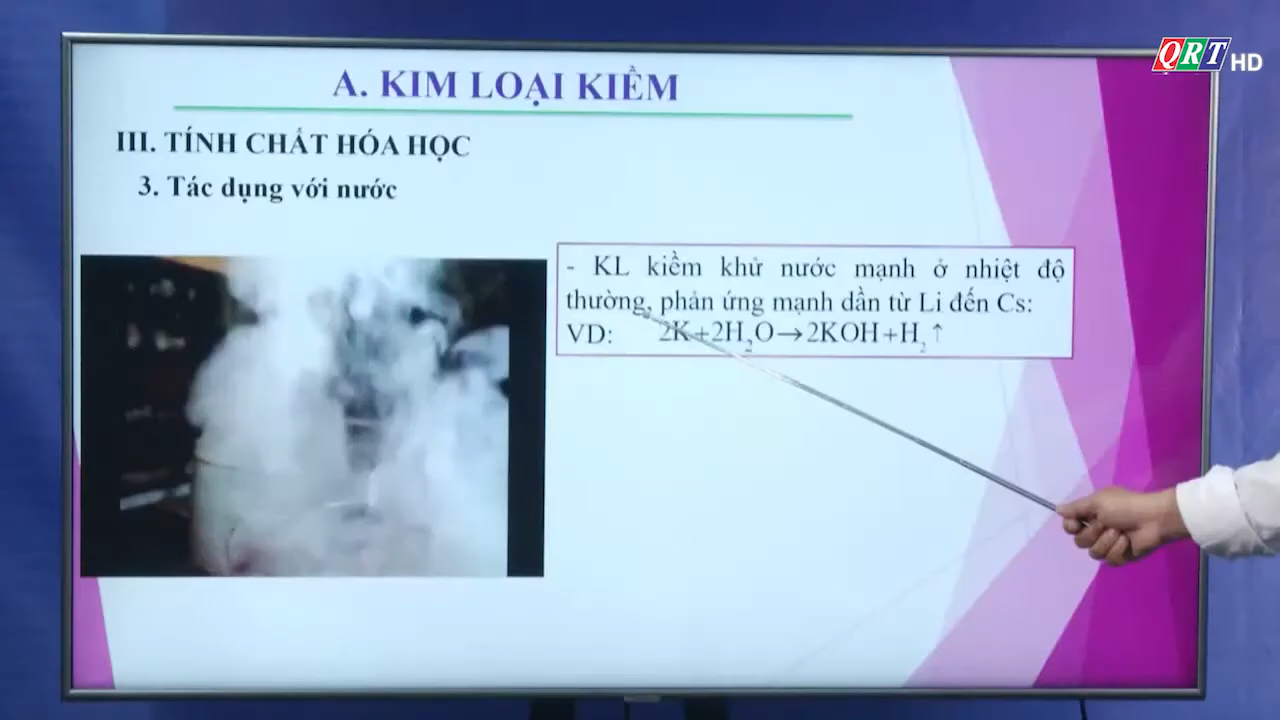 QRT HD
A. KIM LOẠI KIỀM
III. TÍNH CHẤT HÓA HỌC
3. Tác dụng với nước
- KL kiềm khử nước mạnh ở nhiệt độ
thường, phản ứng mạnh dần từ Li đến Cs:
VD: 2K+2H₂O→2KOH+H₂↑